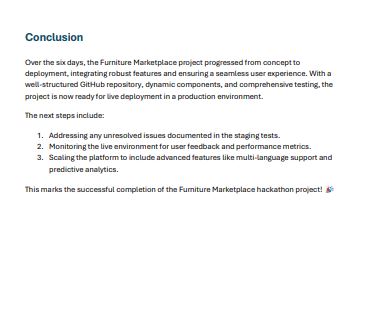 Conclusion
Over the six days, the Furniture Marketplace project progressed from concept to
deployment, integrating robust features and ensuring a seamless user experience. With a
well-structured GitHub repository, dynamic components, and comprehensive testing, the
project is now ready for live deployment in a production environment.
The next steps include:
1. Addressing any unresolved issues documented in the staging tests.
2. Monitoring the live environment for user feedback and performance metrics.
3. Scaling the platform to include advanced features like multi-language support and
predictive analytics.
This marks the successful completion of the Furniture Marketplace hackathon project! 🎉